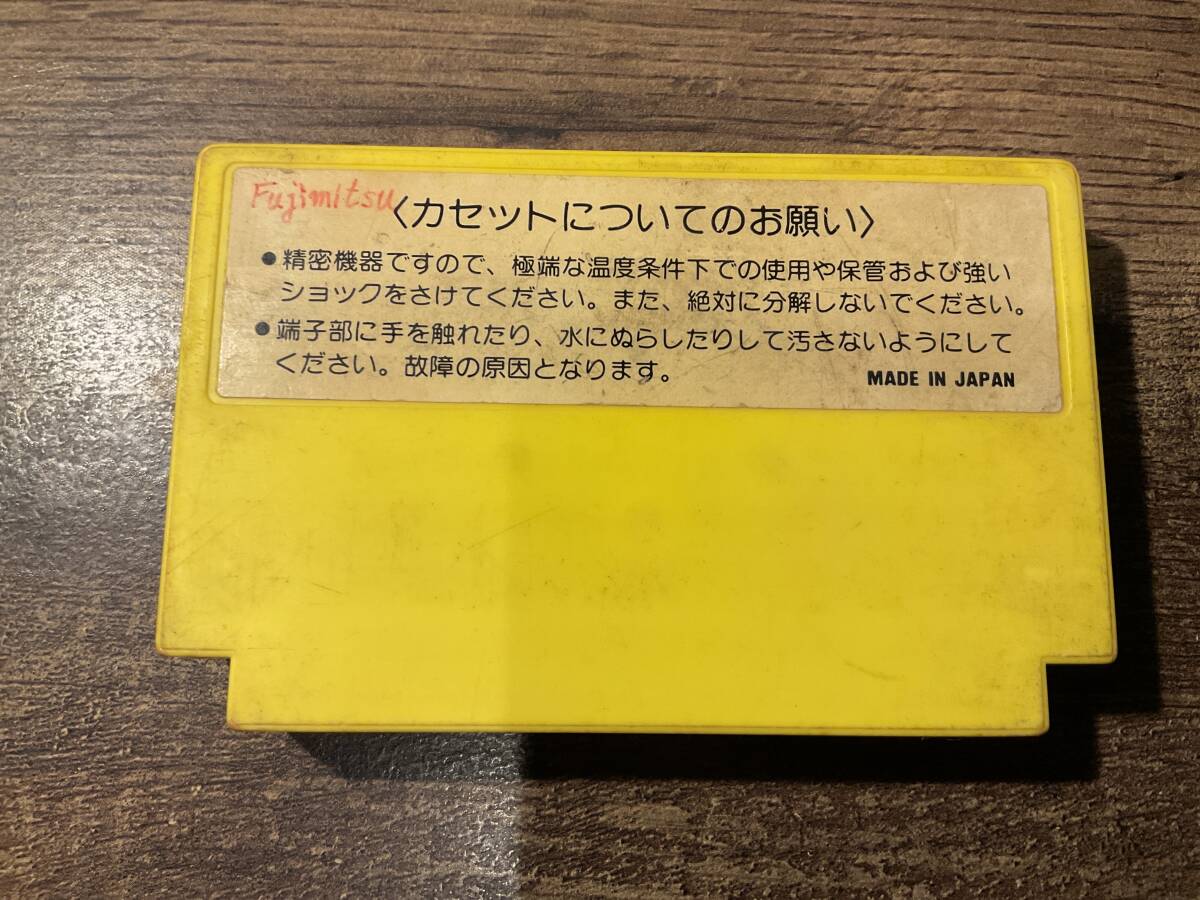 Fujimitsu
〈カセットについてのお願い〉
●精密機器ですので、極端な温度条件下での使用や保管および強い
ショックをさけてください。また、絶対に分解しないでください。
●端子部に手を触れたり、水にぬらしたりして汚さないようにして
ください。故障の原因となります。
MADE IN JAPAN